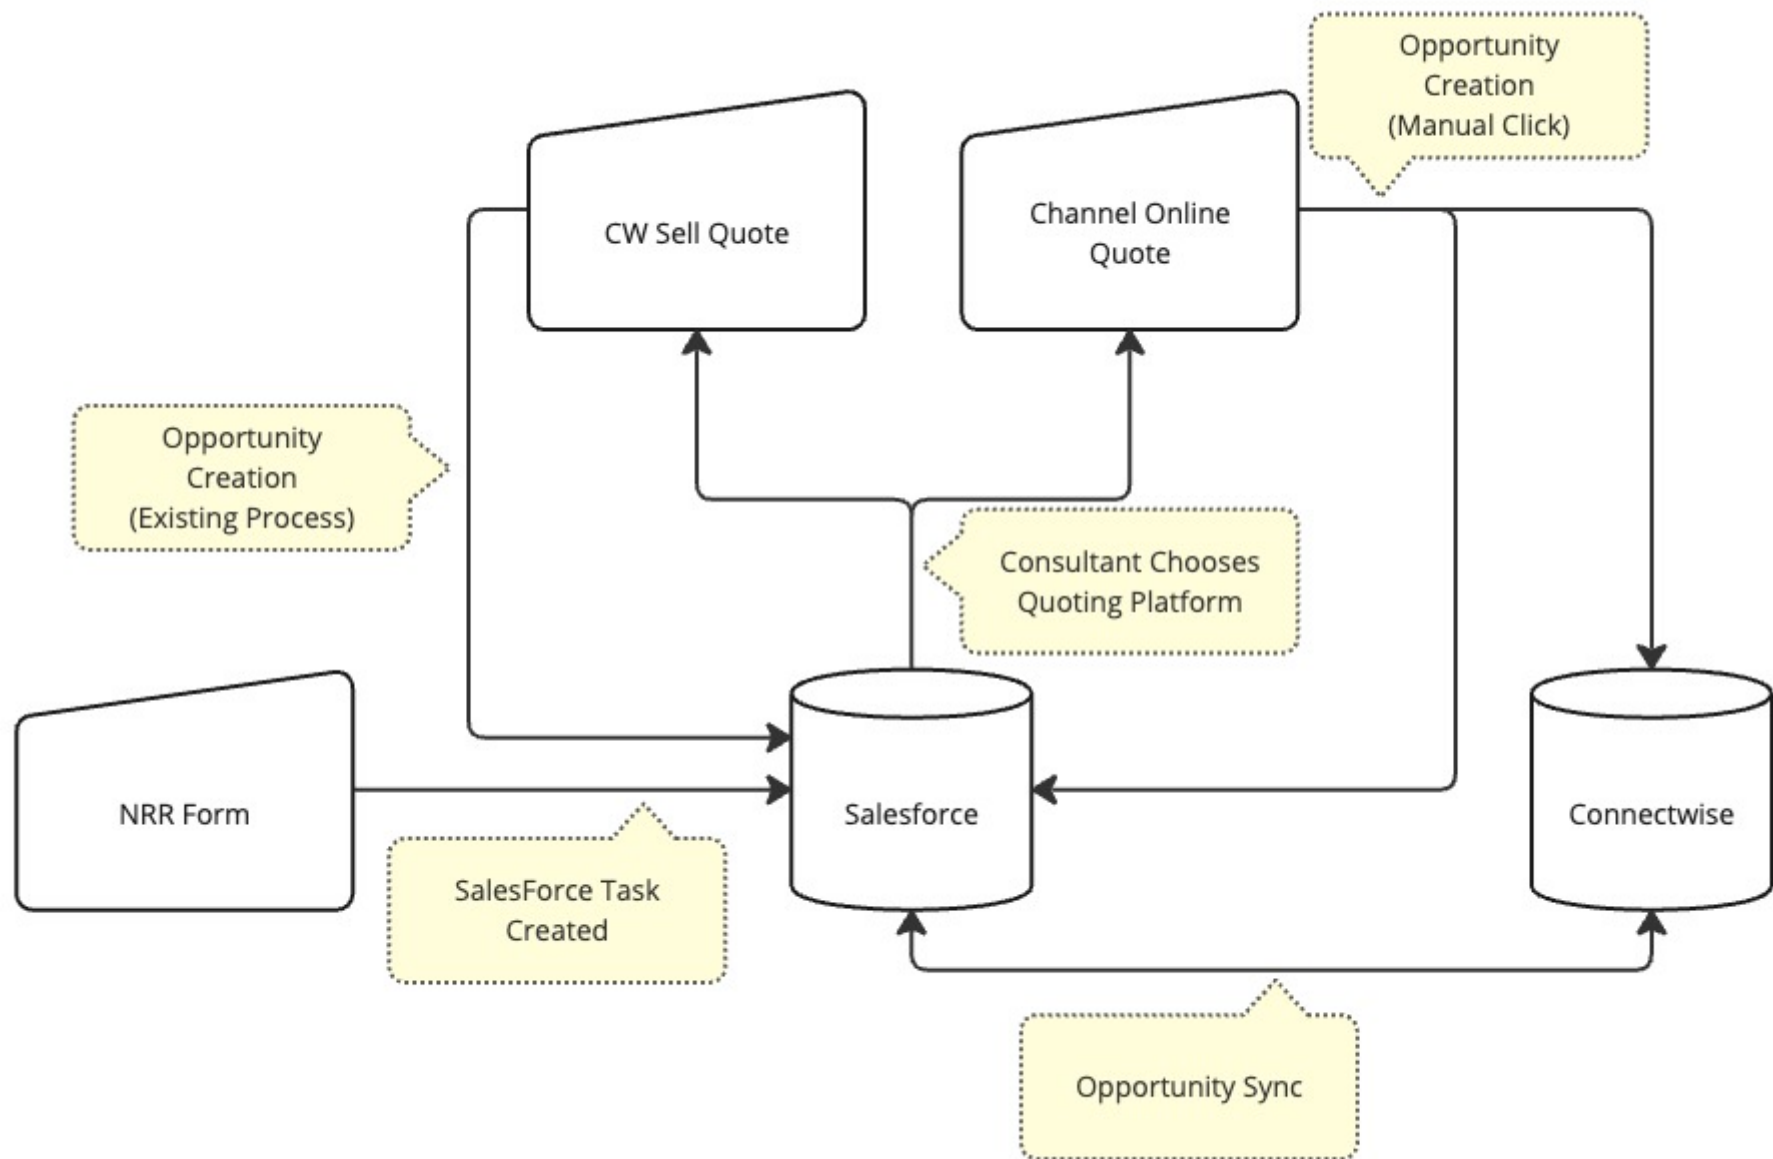 Opportunity
Creation
(Manual Click)
CW Sell Quote
Channel Online
Quote
Opportunity
Creation
(Existing Process)
Consultant Chooses
Quoting Platform
NRR Form
Salesforce
Connectwise
SalesForce Task
Created
Opportunity Sync